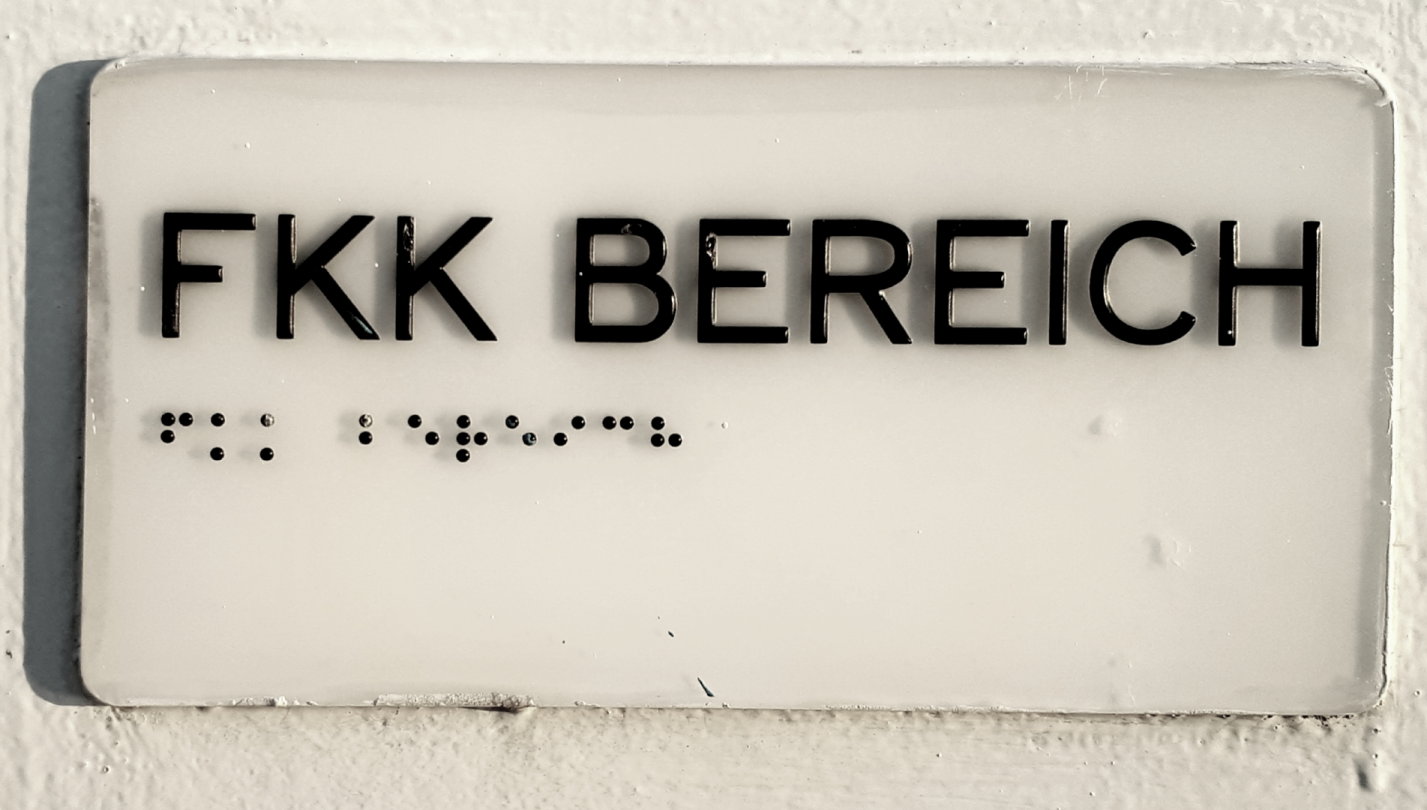 FKK BEREICH
⠋⠅⠅ ⠃⠑⠗⠑⠊⠉⠓